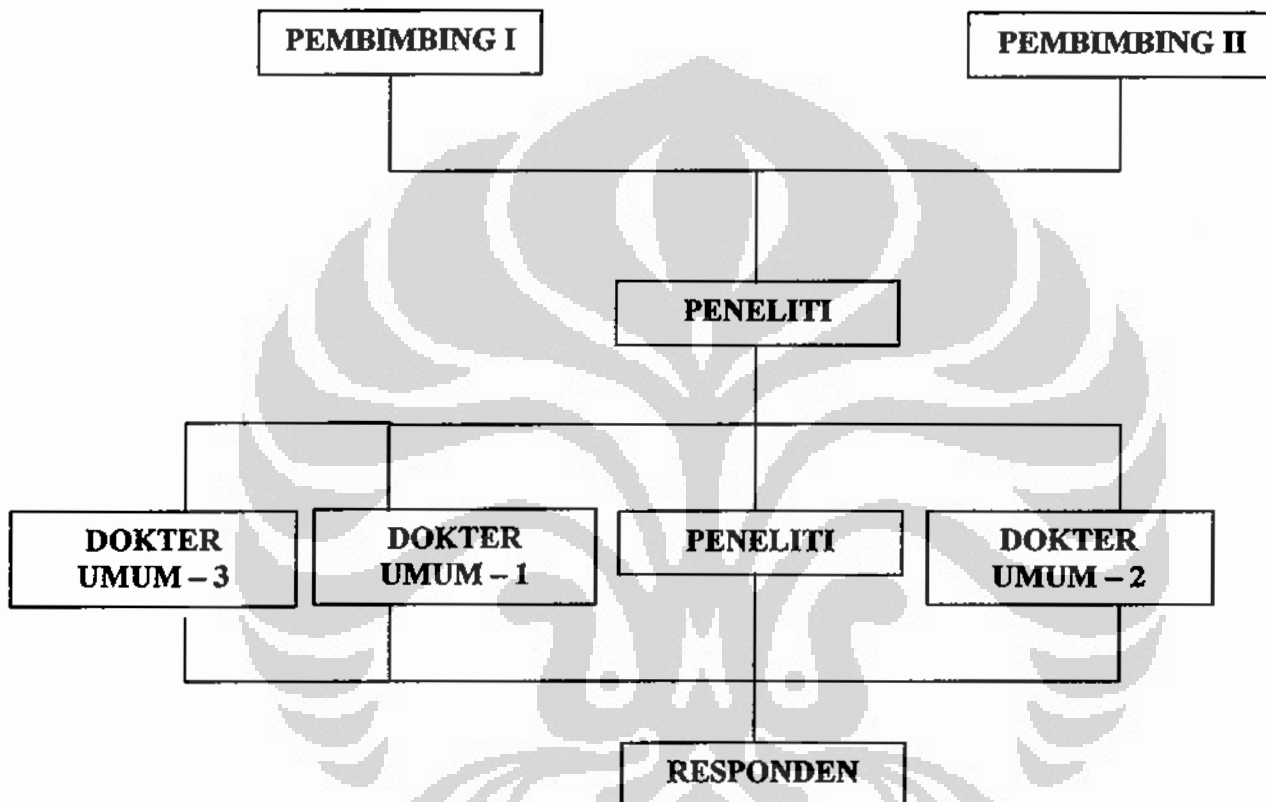 PEMBIMBING I
PEMBIMBING II
PENELITI
DOKTER
UMUM – 3
DOKTER
UMUM – 1
PENELITI
DOKTER
UMUM – 2
RESPONDEN